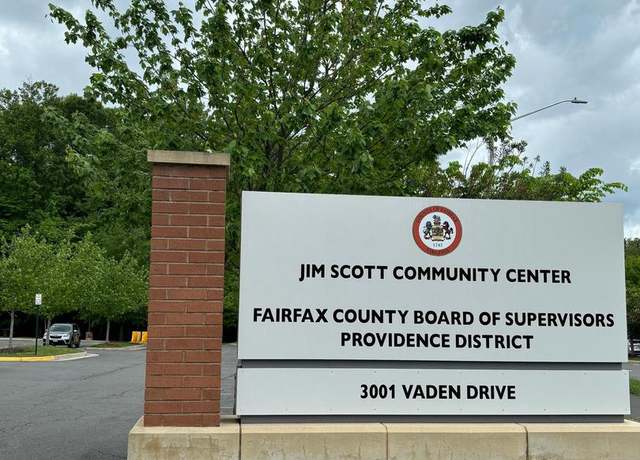 JIM SCOTT COMMUNITY CENTER
FAIRFAX COUNTY BOARD OF SUPERVISORS
PROVIDENCE DISTRICT
3001 VADEN DRIVE